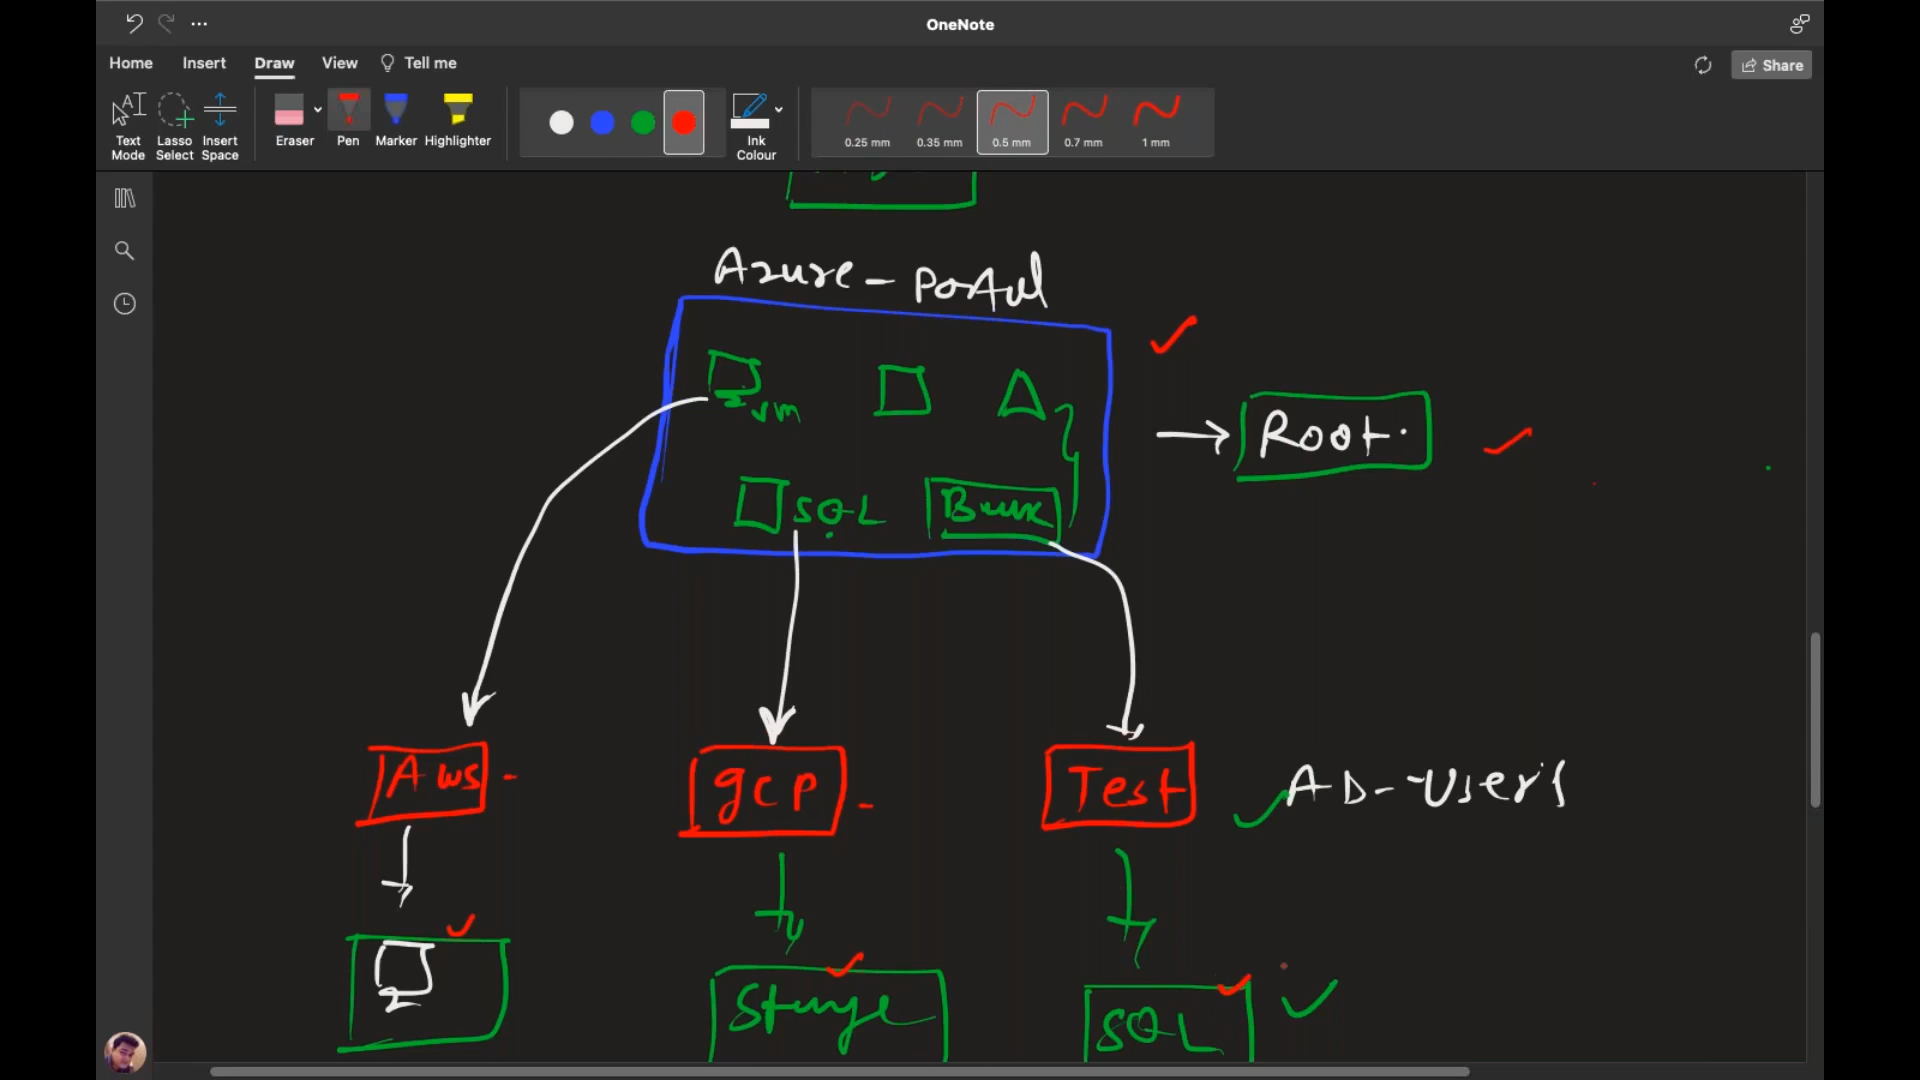 OneNote
Home Insert Draw View Tell me
Share
Text Mode
Lasso Select
Insert Space
Eraser
Pen
Marker
Highlighter
Ink Colour
0.25 mm
0.35 mm
0.5 mm
0.7 mm
1 mm
Azure - Portal
vm
SQL
Root.
Aws -
gcp -
Test
AD-Users
Storage
SQL